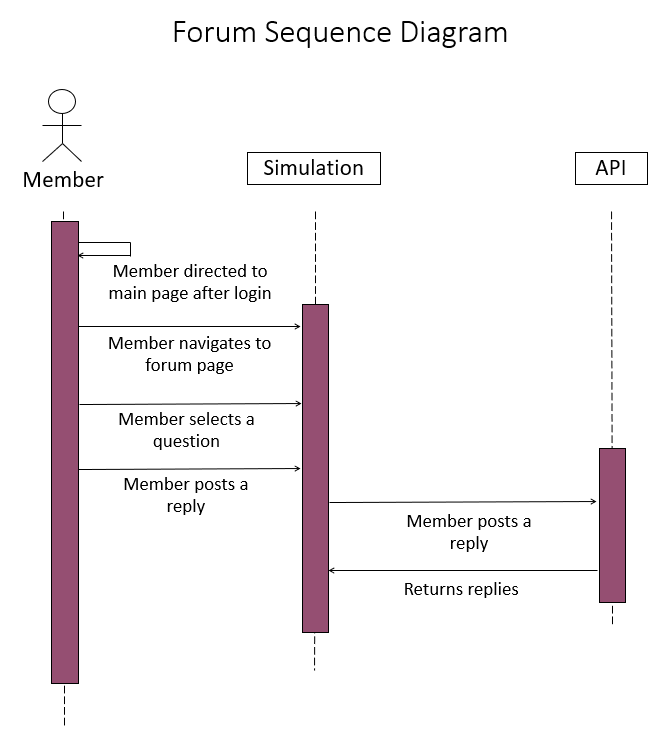 Forum Sequence Diagram
Member
Simulation
API
Member directed to
main page after login
Member navigates to
forum page
Member selects a
question
Member posts a
reply
Member posts a
reply
Returns replies